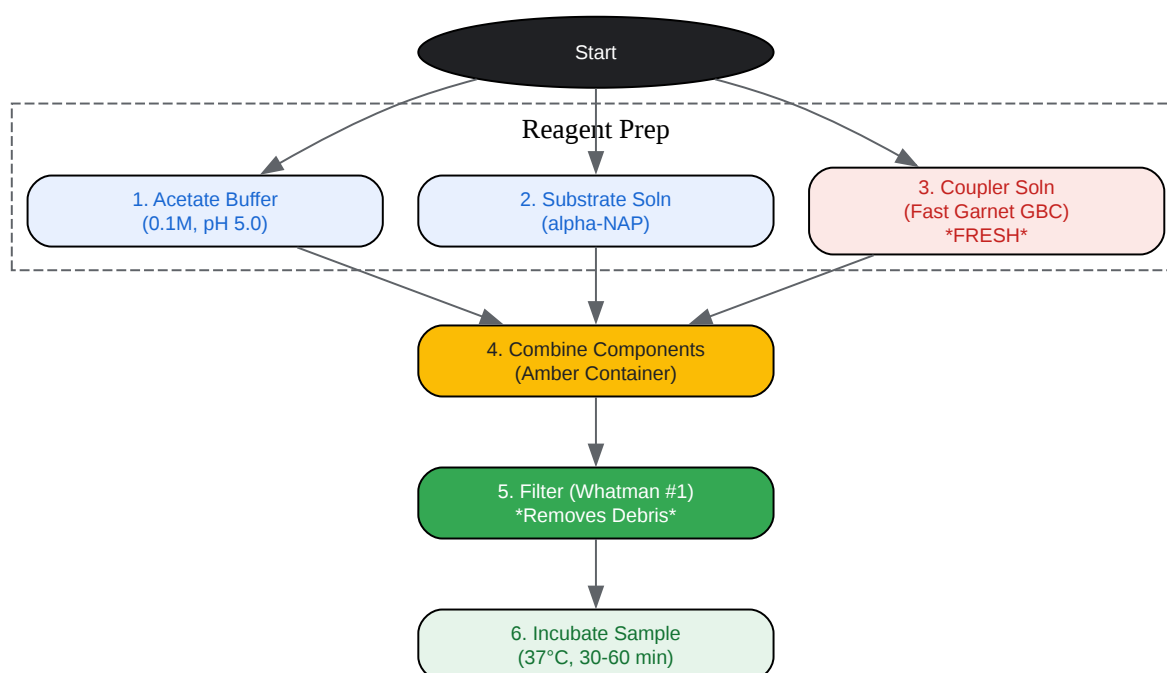 Start
Reagent Prep
1. Acetate Buffer
(0.1M, pH 5.0)
2. Substrate Soln
(alpha-NAP)
3. Coupler Soln
(Fast Garnet GBC)
*FRESH*
4. Combine Components
(Amber Container)
5. Filter (Whatman #1)
*Removes Debris*
6. Incubate Sample
(37°C, 30-60 min)